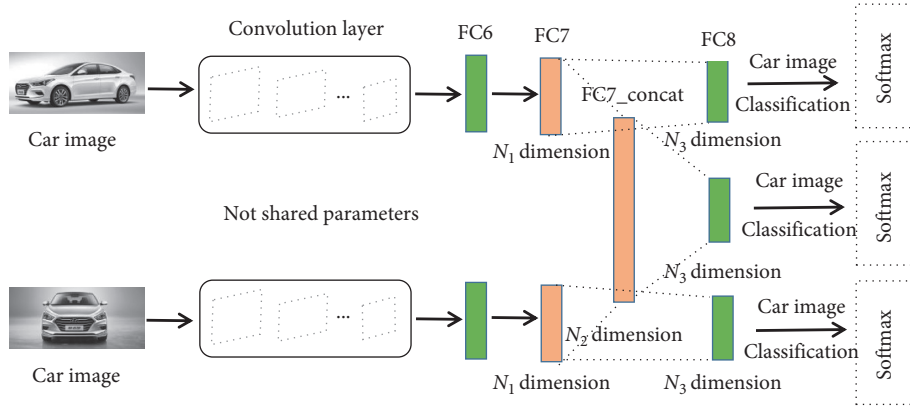 Convolution layer
FC6
FC7
FC8
Car image
Classification
Softmax
FC7_concat
Car image
...
N1 dimension
N3 dimension
Car image
Classification
Softmax
Not shared parameters
N3 dimension
Car image
Classification
Softmax
...
N2 dimension
Car image
N1 dimension
N3 dimension